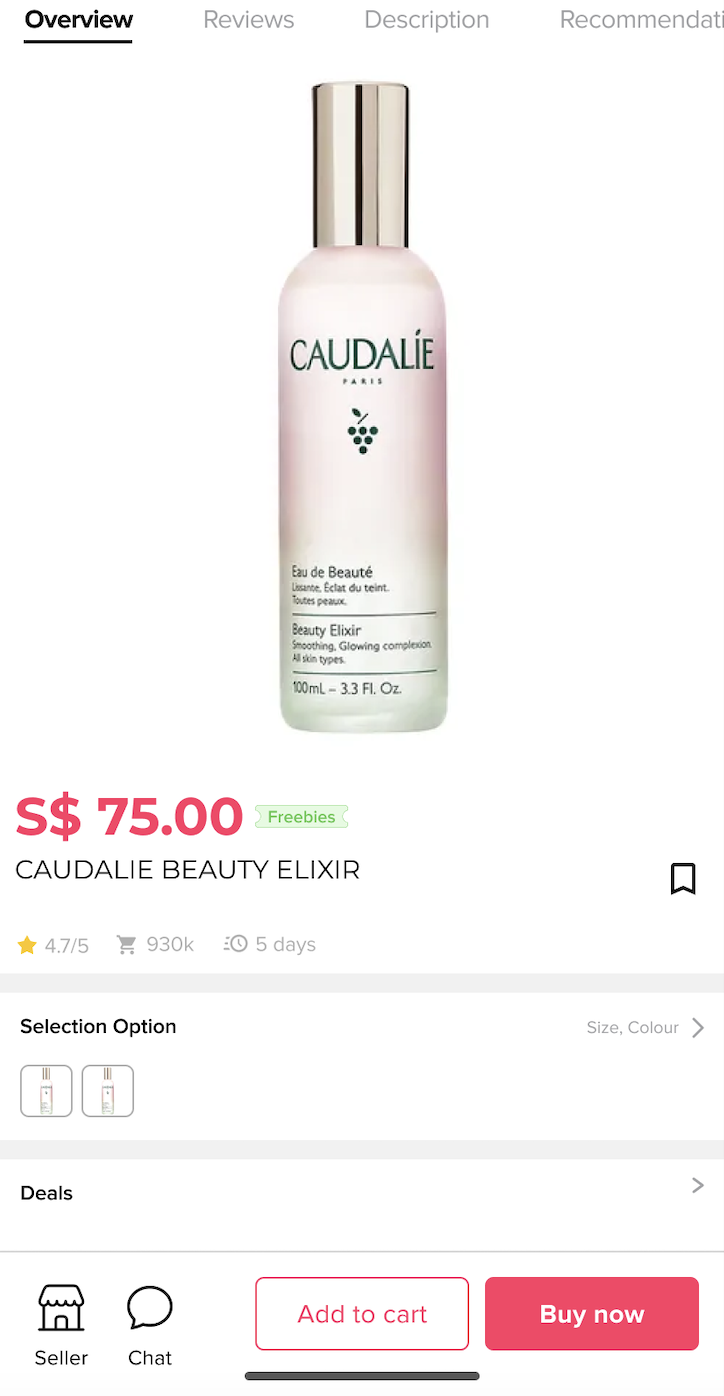 Overview Reviews Description Recommendati
CAUDALÍE
PARIS
Eau de Beauté
Lissante, Éclat du teint.
Toutes peaux.
Beauty Elixir
Smoothing, Glowing complexion.
All skin types.
100mL – 3.3 Fl. Oz.
S$ 75.00 Freebies
CAUDALIE BEAUTY ELIXIR
4.7/5 930k 5 days
Selection Option Size, Colour
Deals
Add to cart Buy now
Seller Chat